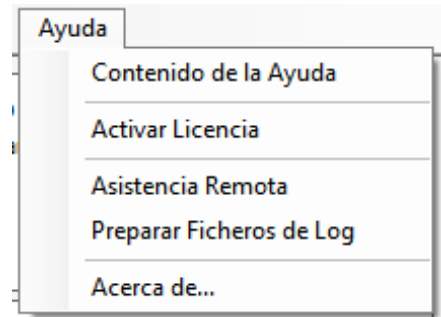 Ayuda
Contenido de la Ayuda
Activar Licencia
Asistencia Remota
Preparar Ficheros de Log
Acerca de...